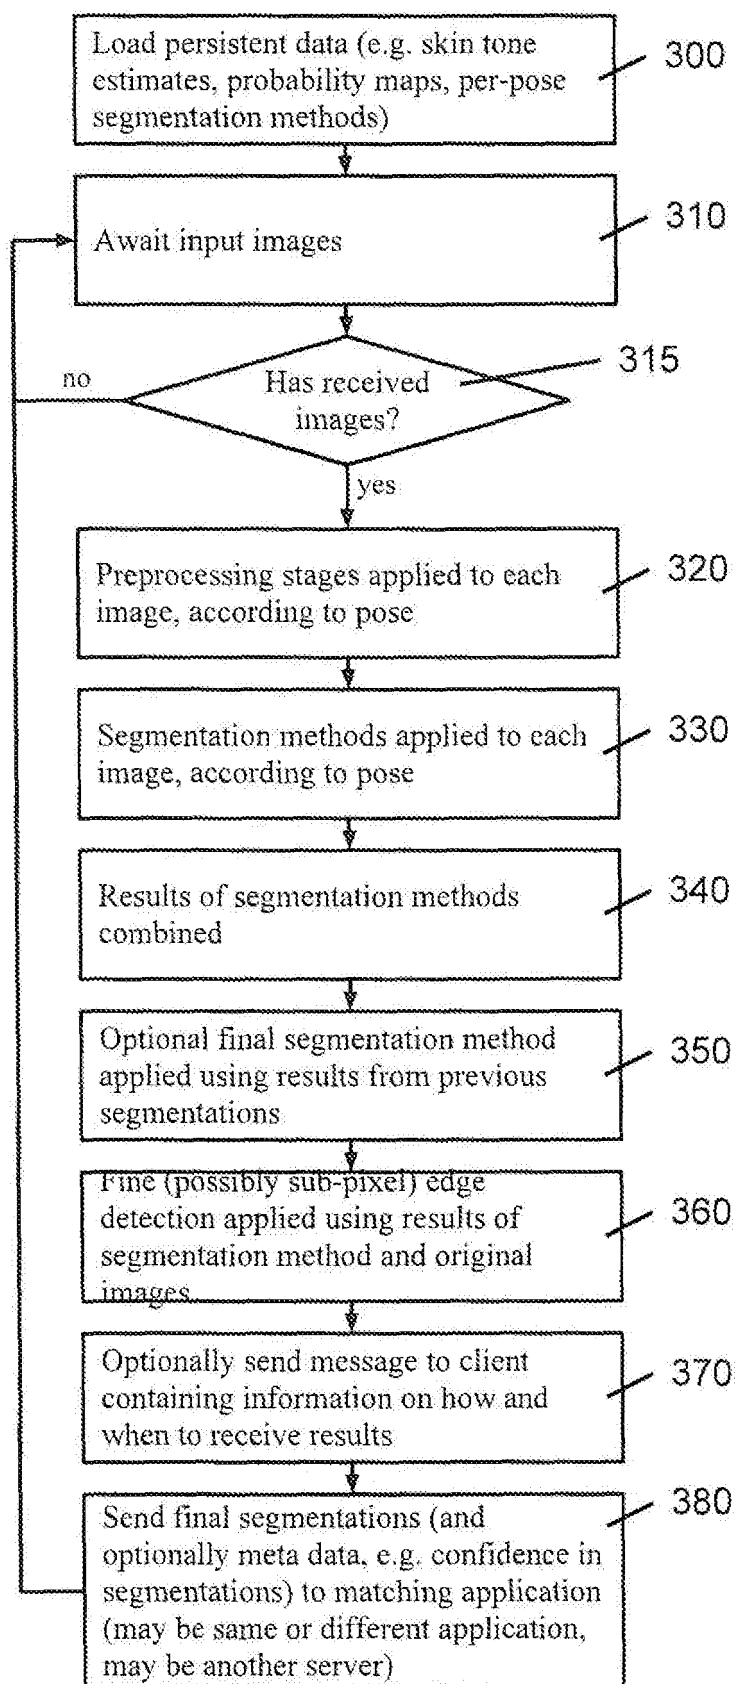 Load persistent data (e.g. skin tone
estimates, probability maps, per-pose
segmentation methods)
300
Await input images
310
Has received
images?
315
no
yes
Preprocessing stages applied to each
image, according to pose
320
Segmentation methods applied to each
image, according to pose
330
Results of segmentation methods
combined
340
Optional final segmentation method
applied using results from previous
segmentations
350
Fine (possibly sub-pixel) edge
detection applied using results of
segmentation method and original
images.
360
Optionally send message to client
containing information on how and
when to receive results
370
Send final segmentations (and
optionally meta data, e.g. confidence in
segmentations) to matching application
(may be same or different application,
may be another server)
380